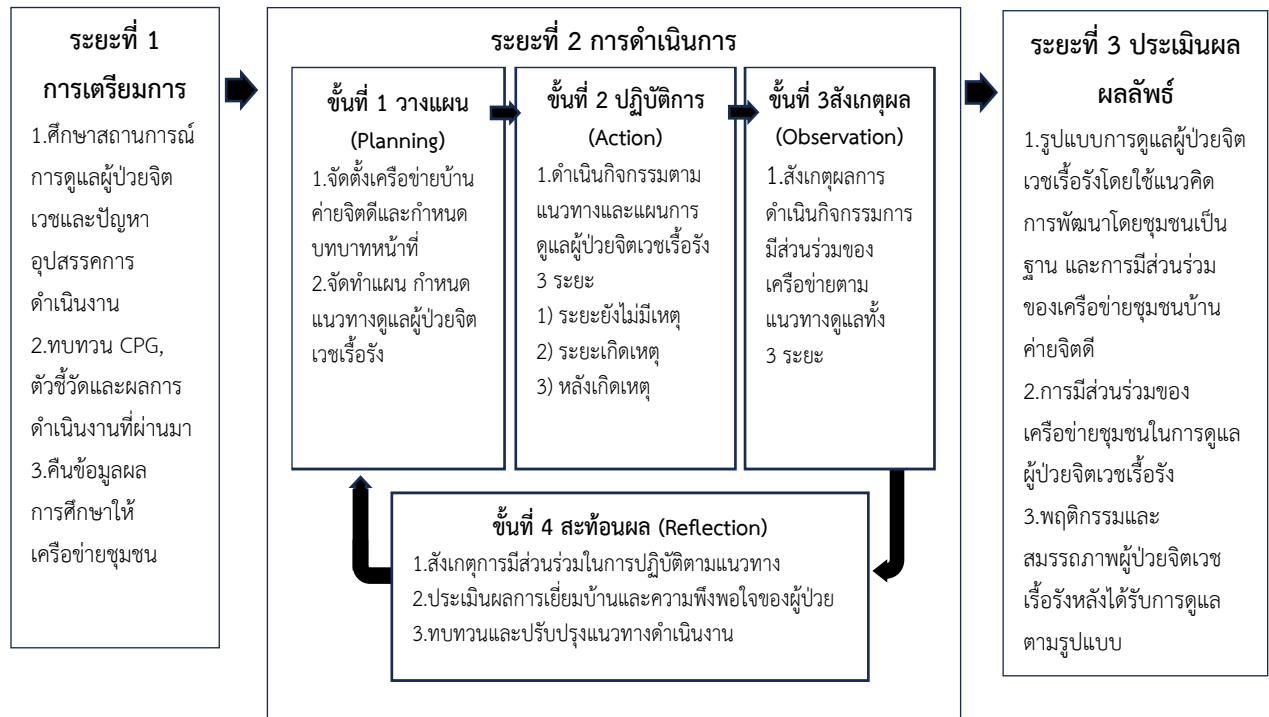 ระยะที่ 1
การเตรียมการ
1.ศึกษาสถานการณ์
การดูแลผู้ป่วยจิต
เวชและปัญหา
อุปสรรคการ
ดำเนินงาน
2.ทบทวน CPG,
ตัวชี้วัดและผลการ
ดำเนินงานที่ผ่านมา
3.คืนข้อมูลผล
การศึกษาให้
เครือข่ายชุมชน
ระยะที่ 2 การดำเนินการ
ขั้นที่ 1 วางแผน
(Planning)
1.จัดตั้งเครือข่ายบ้าน
ค่ายจิตดีและกำหนด
บทบาทหน้าที่
2.จัดทำแผน กำหนด
แนวทางดูแลผู้ป่วยจิต
เวชเรื้อรัง
ขั้นที่ 2 ปฏิบัติการ
(Action)
1.ดำเนินกิจกรรมตาม
แนวทางและแผนการ
ดูแลผู้ป่วยจิตเวชเรื้อรัง
3 ระยะ
1) ระยะยังไม่มีเหตุ
2) ระยะเกิดเหตุ
3) หลังเกิดเหตุ
ขั้นที่ 3สังเกตุผล
(Observation)
1.สังเกตุผลการ
ดำเนินกิจกรรมการ
มีส่วนร่วมของ
เครือข่ายตาม
แนวทางดูแลทั้ง
3 ระยะ
ขั้นที่ 4 สะท้อนผล (Reflection)
1.สังเกตุการมีส่วนร่วมในการปฏิบัติตามแนวทาง
2.ประเมินผลการเยี่ยมบ้านและความพึงพอใจของผู้ป่วย
3.ทบทวนและปรับปรุงแนวทางดำเนินงาน
ระยะที่ 3 ประเมินผล
ผลลัพธ์
1.รูปแบบการดูแลผู้ป่วยจิต
เวชเรื้อรังโดยใช้แนวคิด
การพัฒนาโดยชุมชนเป็น
ฐาน และการมีส่วนร่วม
ของเครือข่ายชุมชนบ้าน
ค่ายจิตดี
2.การมีส่วนร่วมของ
เครือข่ายชุมชนในการดูแล
ผู้ป่วยจิตเวชเรื้อรัง
3.พฤติกรรมและ
สมรรถภาพผู้ป่วยจิตเวช
เรื้อรังหลังได้รับการดูแล
ตามรูปแบบ